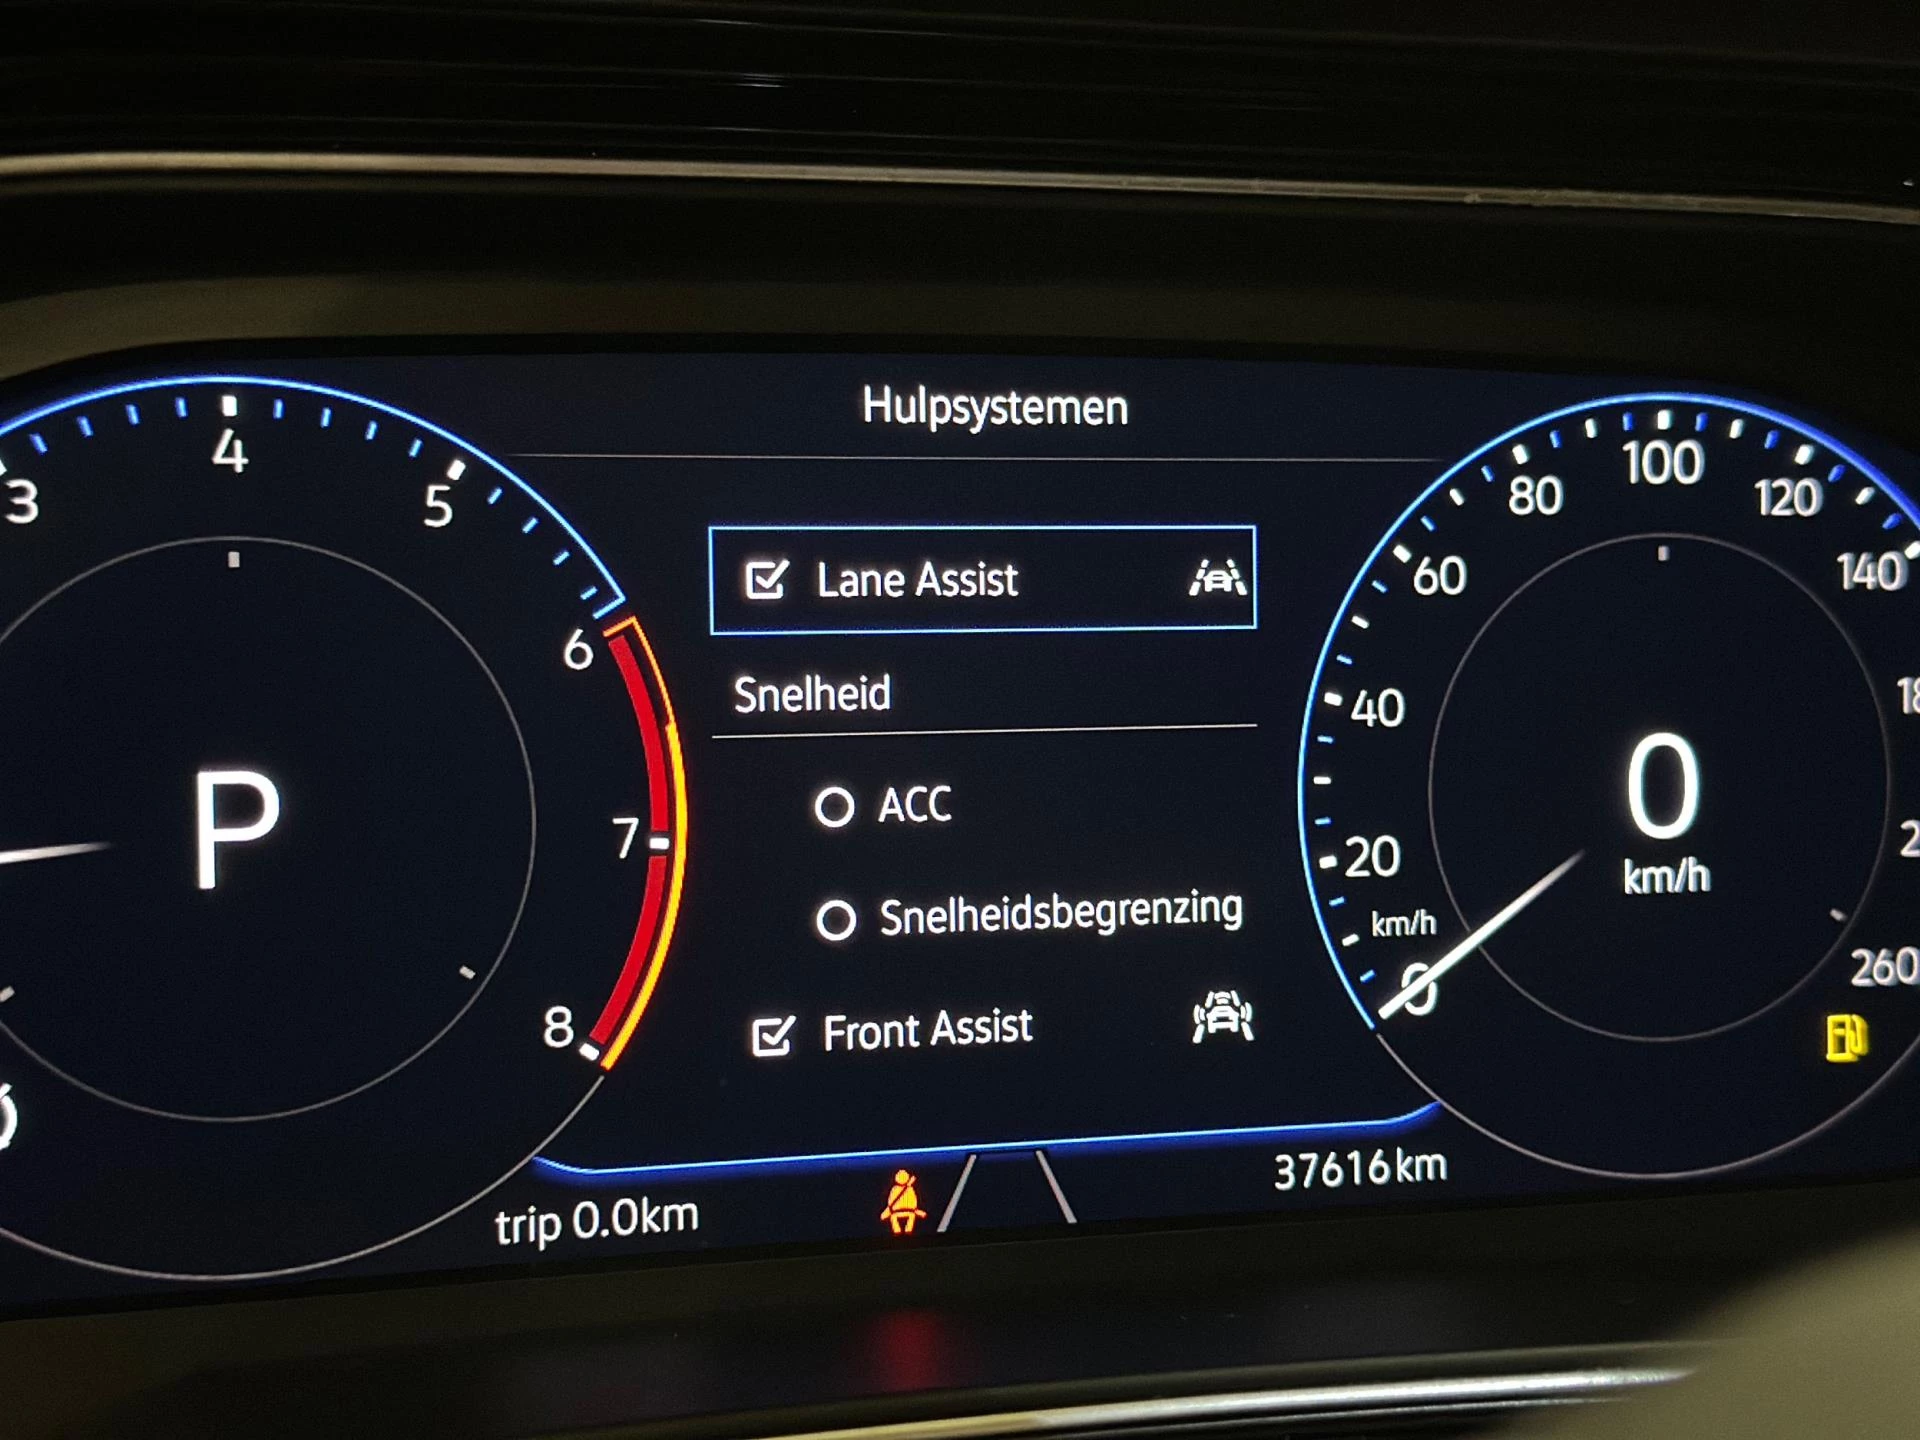 Hulpsystemen
3
4
5
6
7
8
P
Lane Assist
Snelheid
ACC
Snelheidsbegrenzing
Front Assist
0
20
40
60
80
100
120
140
260
km/h
0
km/h
trip 0.0km
37616km